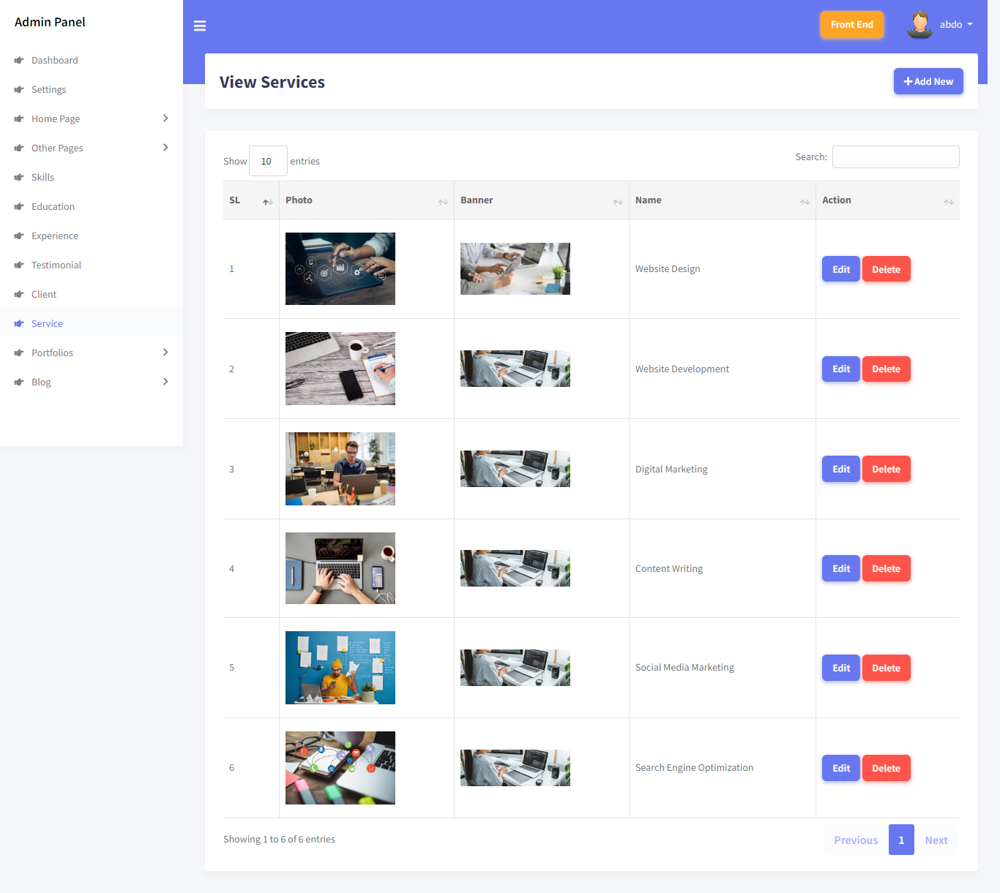 Admin Panel
Front End
abdo
Dashboard
Settings
Home Page
Other Pages
Skills
Education
Experience
Testimonial
Client
Service
Portfolios
Blog
View Services
Add New
Show 10 entries
Search:
SL Photo Banner Name Action
1 Website Design Edit Delete
2 Website Development Edit Delete
3 Digital Marketing Edit Delete
4 Content Writing Edit Delete
5 Social Media Marketing Edit Delete
6 Search Engine Optimization Edit Delete
Showing 1 to 6 of 6 entries
Previous 1 Next